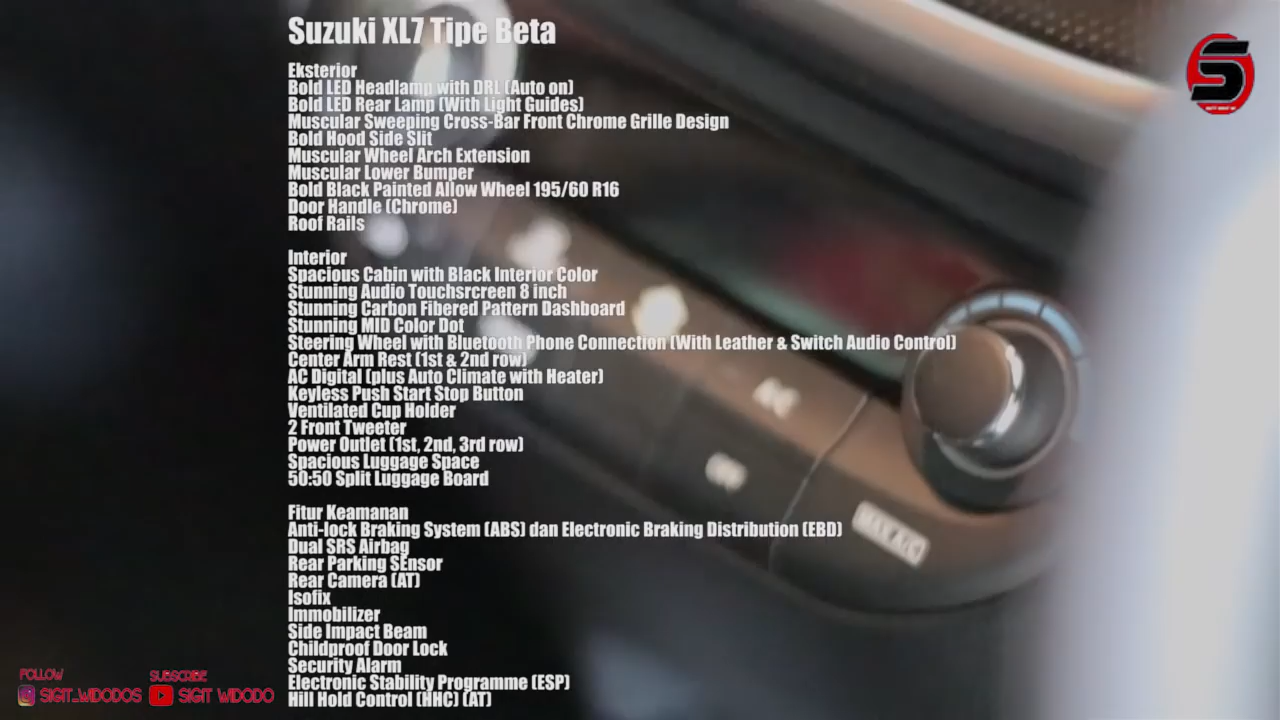 Suzuki XL7 Tipe Beta
Eksterior
Bold LED Headlamp with DRL (Auto on)
Bold LED Rear Lamp (With Light Guides)
Muscular Sweeping Cross-Bar Front Chrome Grille Design
Bold Hood Side Slit
Muscular Wheel Arch Extension
Muscular Lower Bumper
Bold Black Painted Allow Wheel 195/60 R16
Door Handle (Chrome)
Roof Rails
Interior
Spacious Cabin with Black Interior Color
Stunning Audio Touchsrcreen 8 inch
Stunning Carbon Fibered Pattern Dashboard
Stunning MID Color Dot
Steering Wheel with Bluetooth Phone Connection (With Leather & Switch Audio Control)
Center Arm Rest (1st & 2nd row)
AC Digital (plus Auto Climate with Heater)
Keyless Push Start Stop Button
Ventilated Cup Holder
2 Front Tweeter
Power Outlet (1st, 2nd, 3rd row)
Spacious Luggage Space
50:50 Split Luggage Board
Fitur Keamanan
Anti-lock Braking System (ABS) dan Electronic Braking Distribution (EBD)
Dual SRS Airbag
Rear Parking SEnsor
Rear Camera (AT)
Isofix
Immobilizer
Side Impact Beam
Childproof Door Lock
Security Alarm
Electronic Stability Programme (ESP)
Hill Hold Control (HHC) (AT)
FOLLOW
SIGIT_WIDODOS
SUBSCRIBE
SIGIT WIDODO